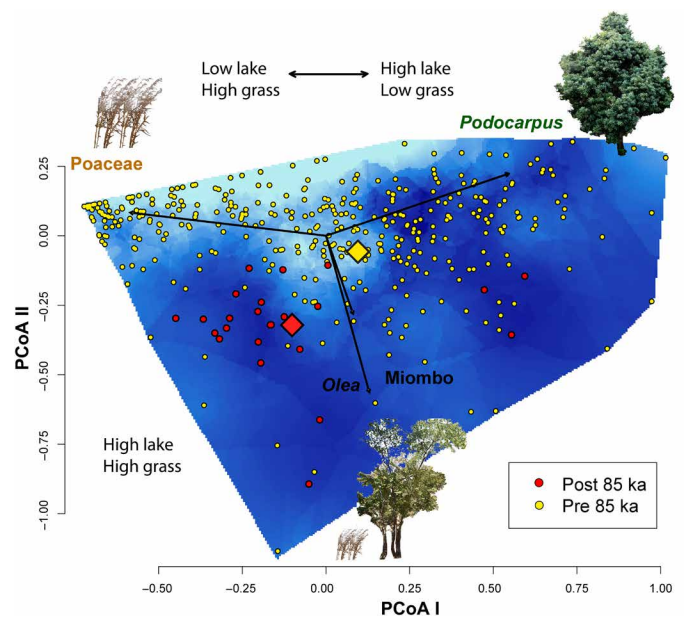 Low lake
High grass
High lake
Low grass
Podocarpus
Poaceae
0.25
0.00
−0.25
−0.50
−0.75
−1.00
PCoA II
Olea
Miombo
High lake
High grass
Post 85 ka
Pre 85 ka
−0.50
−0.25
0.00
0.25
0.50
0.75
1.00
PCoA I